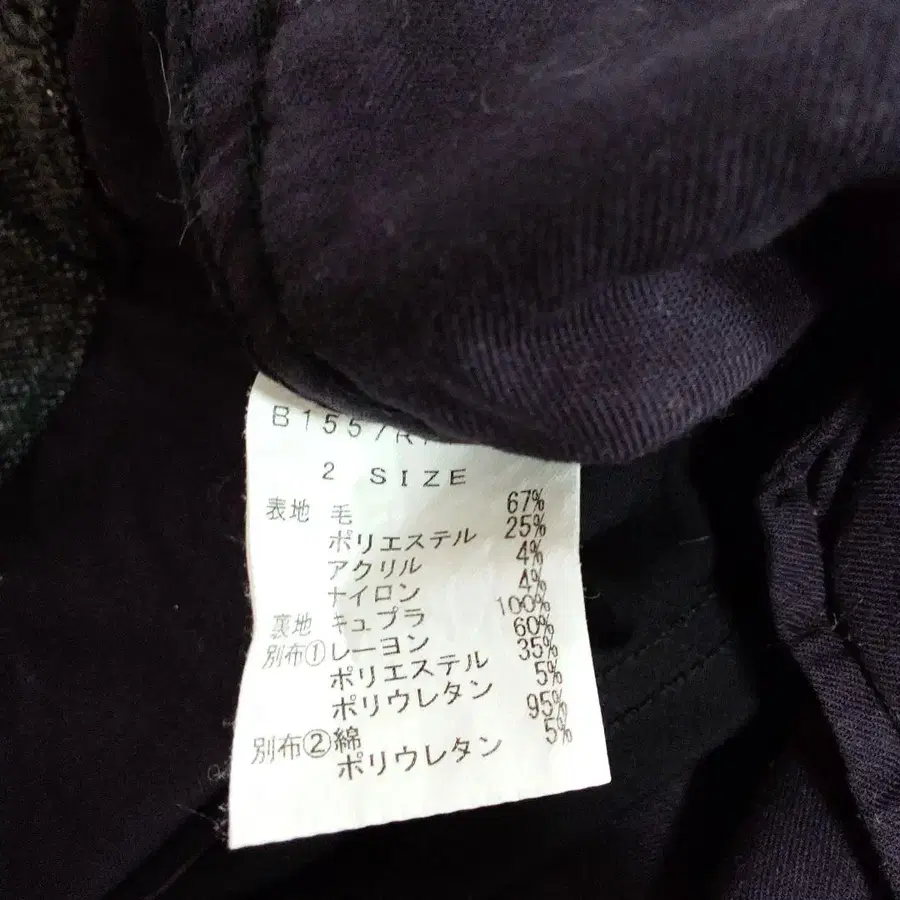 2 SIZE
表地 毛 67%
ポリエステル 25%
アクリル 4%
ナイロン 4%
裏地 キュプラ 100%
別布① レーヨン 60%
ポリエステル 35%
ポリウレタン 5%
別布② 綿 95%
ポリウレタン 5%